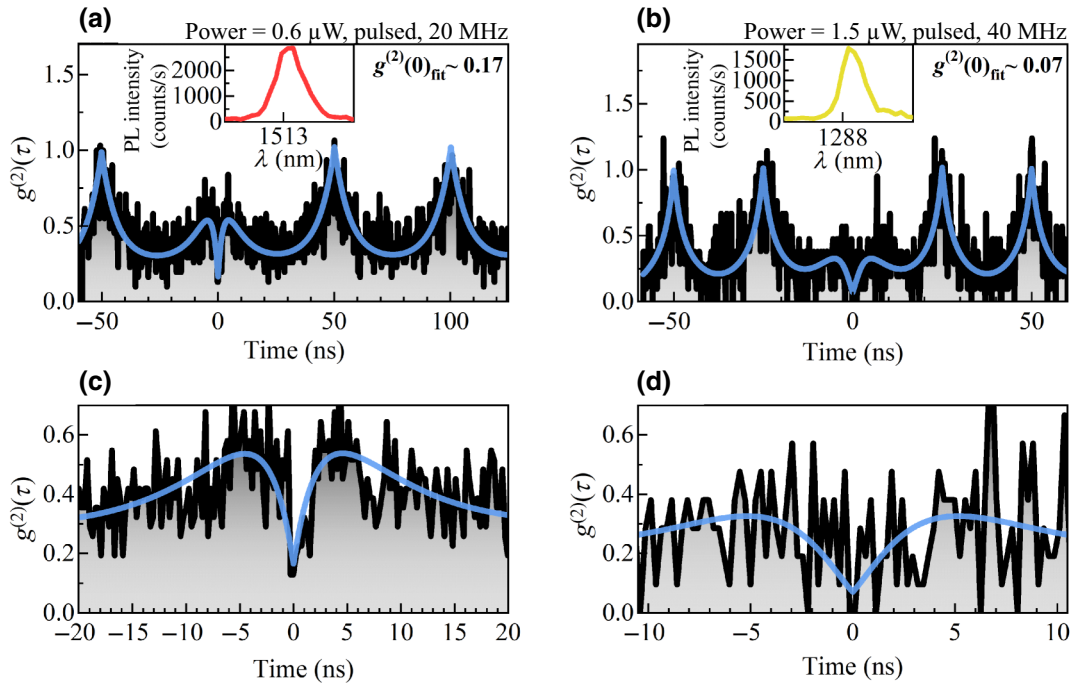 (a)
Power = 0.6 µW, pulsed, 20 MHz
g⁽²⁾(0)fit~ 0.17
PL intensity
(counts/s)
2000
1000
1513
λ (nm)
g⁽²⁾(τ)
1.5
1.0
0.5
0.0
−50 0 50 100
Time (ns)
(b)
Power = 1.5 µW, pulsed, 40 MHz
g⁽²⁾(0)fit~ 0.07
PL intensity
(counts/s)
1500
1000
500
1288
λ (nm)
g⁽²⁾(τ)
1.5
1.0
0.5
0.0
−50 0 50
Time (ns)
(c)
g⁽²⁾(τ)
0.6
0.4
0.2
0.0
−20 −15 −10 −5 0 5 10 15 20
Time (ns)
(d)
g⁽²⁾(τ)
0.6
0.4
0.2
0.0
−10 −5 0 5 10
Time (ns)